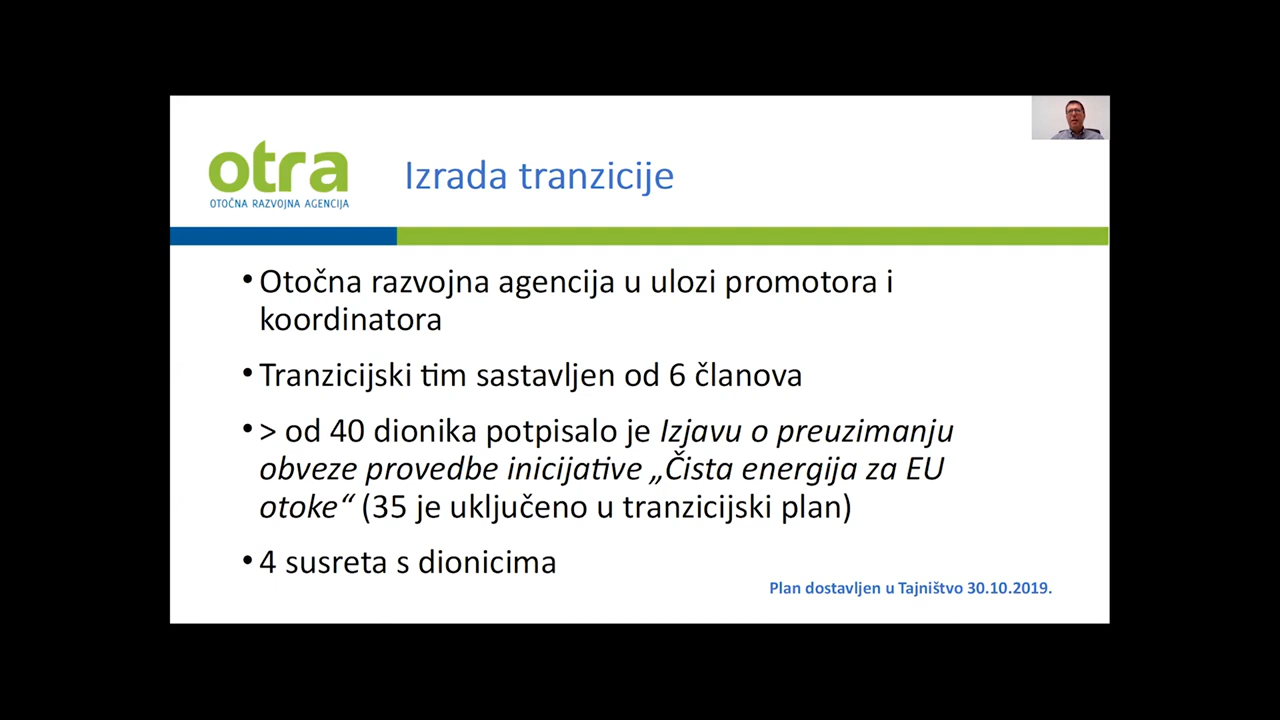 otra
OTOČNA RAZVOJNA AGENCIJA
Izrada tranzicije
• Otočna razvojna agencija u ulozi promotora i
koordinatora
• Tranzicijski tim sastavljen od 6 članova
• > od 40 dionika potpisalo je Izjavu o preuzimanju
obveze provedbe inicijative „Čista energija za EU
otoke“ (35 je uključeno u tranzicijski plan)
• 4 susreta s dionicima
Plan dostavljen u Tajništvo 30.10.2019.